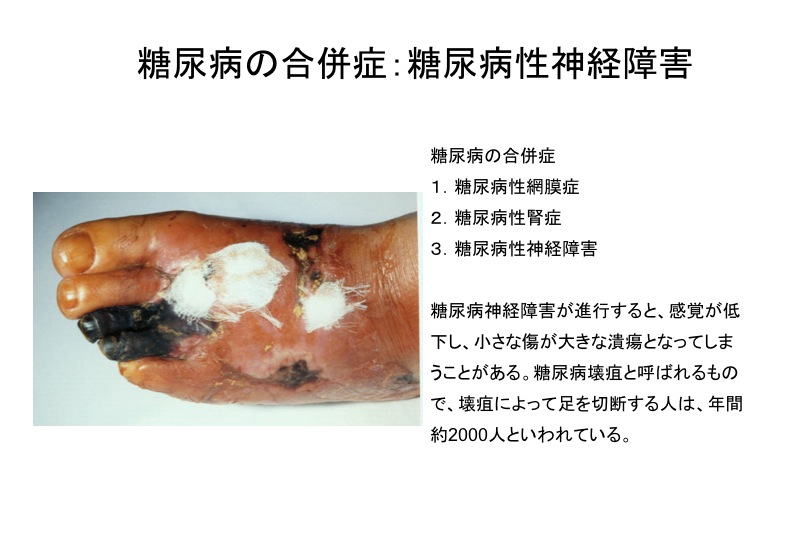 糖尿病の合併症：糖尿病性神経障害
糖尿病の合併症
１．糖尿病性網膜症
２．糖尿病性腎症
３．糖尿病性神経障害
糖尿病神経障害が進行すると、感覚が低
下し、小さな傷が大きな潰瘍となってしま
うことがある。糖尿病壊疽と呼ばれるもの
で、壊疽によって足を切断する人は、年間
約2000人といわれている。